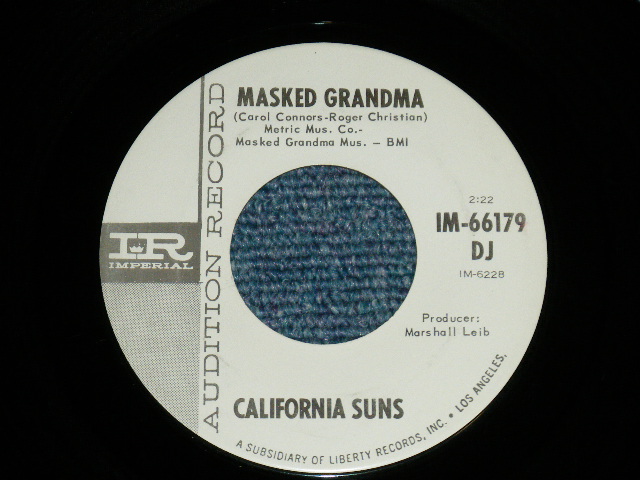 MASKED GRANDMA
(Carol Connors-Roger Christian)
Metric Mus. Co.-
Masked Grandma Mus. – BMI
2:22
IM-66179
DJ
IM-6228
IR
IMPERIAL
AUDITION RECORD
Producer:
Marshall Leib
CALIFORNIA SUNS
A SUBSIDIARY OF LIBERTY RECORDS, INC. • LOS ANGELES,